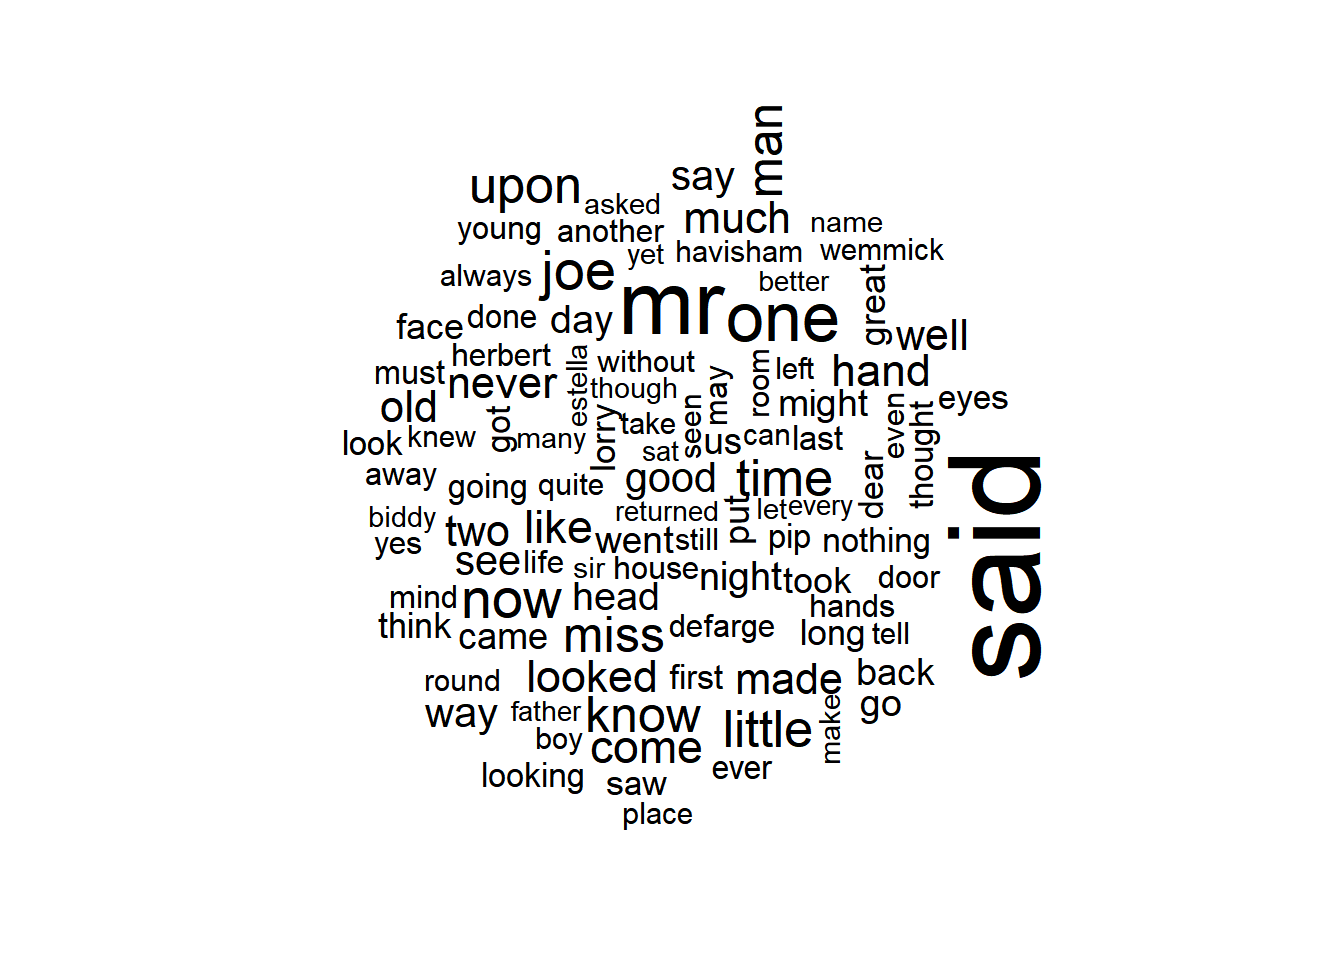 man
say
upon
asked
much
name
young
another
yet
havisham
wemmick
always
joe
better
great
mr
one
face
done
day
well
herbert
estella
without
room
left
hand
must
never
though
may
might
eyes
old
got
lorry
take
seen
even
thought
look
knew
many
sat
us
can
last
away
going
quite
good
time
dear
said
biddy
two
like
returned
put
let
every
yes
went
still
pip
nothing
see
life
sir
house
night
took
door
mind
now
head
hands
think
came
miss
defarge
long
tell
round
looked
first
made
back
way
father
know
little
make
go
boy
come
looking
saw
ever
place